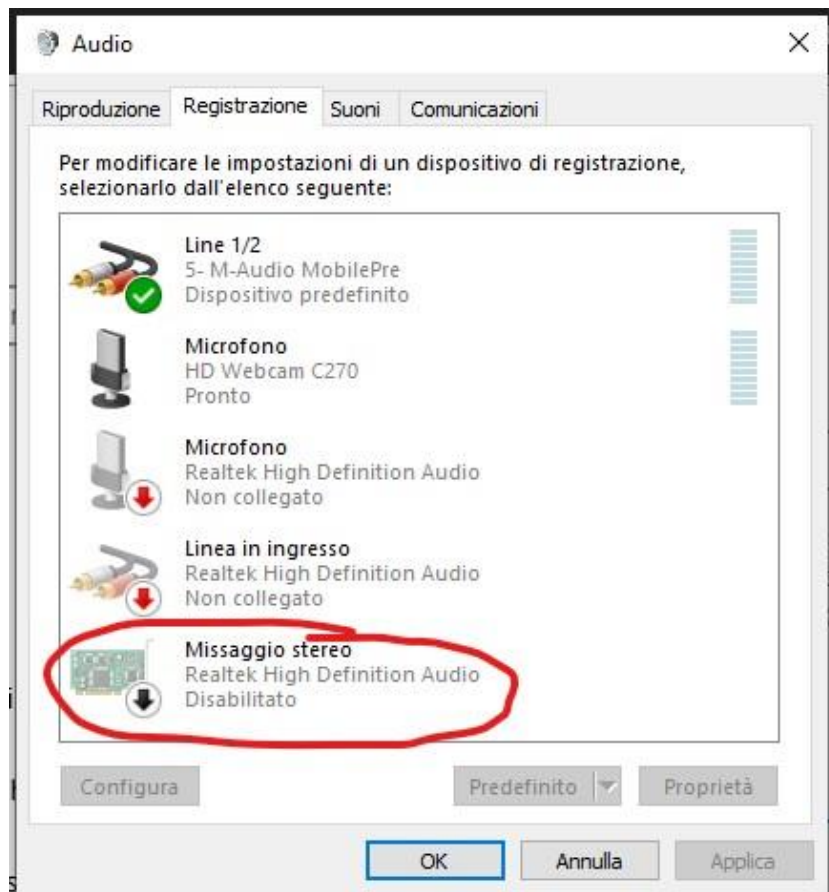 Audio
Riproduzione Registrazione Suoni Comunicazioni
Per modificare le impostazioni di un dispositivo di registrazione,
selezionarlo dall'elenco seguente:
Line 1/2
5- M-Audio MobilePre
Dispositivo predefinito
Microfono
HD Webcam C270
Pronto
Microfono
Realtek High Definition Audio
Non collegato
Linea in ingresso
Realtek High Definition Audio
Non collegato
Missaggio stereo
Realtek High Definition Audio
Disabilitato
Configura Predefinito Proprietà
OK Annulla Applica